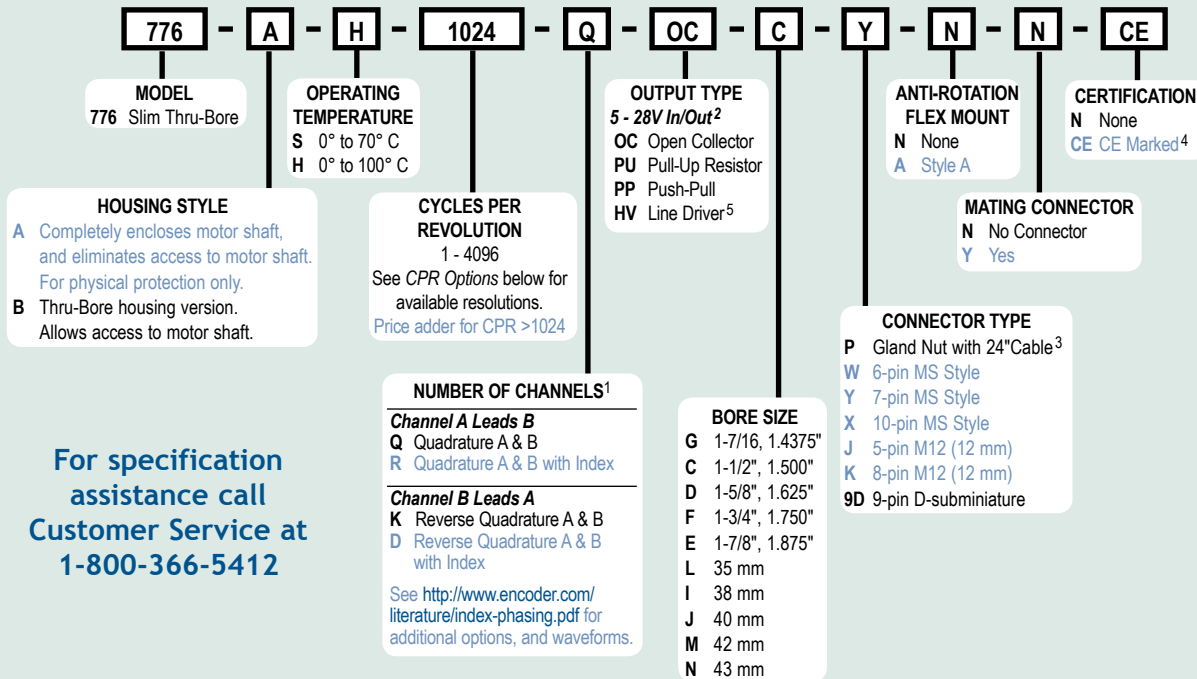 776 - A - H - 1024 - Q - OC - C - Y - N - N - CE
MODEL
776 Slim Thru-Bore
OPERATING
TEMPERATURE
S 0° to 70° C
H 0° to 100° C
OUTPUT TYPE
5 - 28V In/Out2
OC Open Collector
PU Pull-Up Resistor
PP Push-Pull
HV Line Driver5
ANTI-ROTATION
FLEX MOUNT
N None
A Style A
CERTIFICATION
N None
CE CE Marked4
HOUSING STYLE
A Completely encloses motor shaft,
and eliminates access to motor shaft.
For physical protection only.
B Thru-Bore housing version.
Allows access to motor shaft.
CYCLES PER
REVOLUTION
1 - 4096
See CPR Options below for
available resolutions.
Price adder for CPR >1024
MATING CONNECTOR
N No Connector
Y Yes
CONNECTOR TYPE
P Gland Nut with 24"Cable3
W 6-pin MS Style
Y 7-pin MS Style
X 10-pin MS Style
J 5-pin M12 (12 mm)
K 8-pin M12 (12 mm)
9D 9-pin D-subminiature
NUMBER OF CHANNELS1
Channel A Leads B
Q Quadrature A & B
R Quadrature A & B with Index
Channel B Leads A
K Reverse Quadrature A & B
D Reverse Quadrature A & B
with Index
See http://www.encoder.com/
literature/index-phasing.pdf for
additional options, and waveforms.
BORE SIZE
G 1-7/16, 1.4375"
C 1-1/2", 1.500"
D 1-5/8", 1.625"
F 1-3/4", 1.750"
E 1-7/8", 1.875"
L 35 mm
I 38 mm
J 40 mm
M 42 mm
N 43 mm
For specification
assistance call
Customer Service at
1-800-366-5412